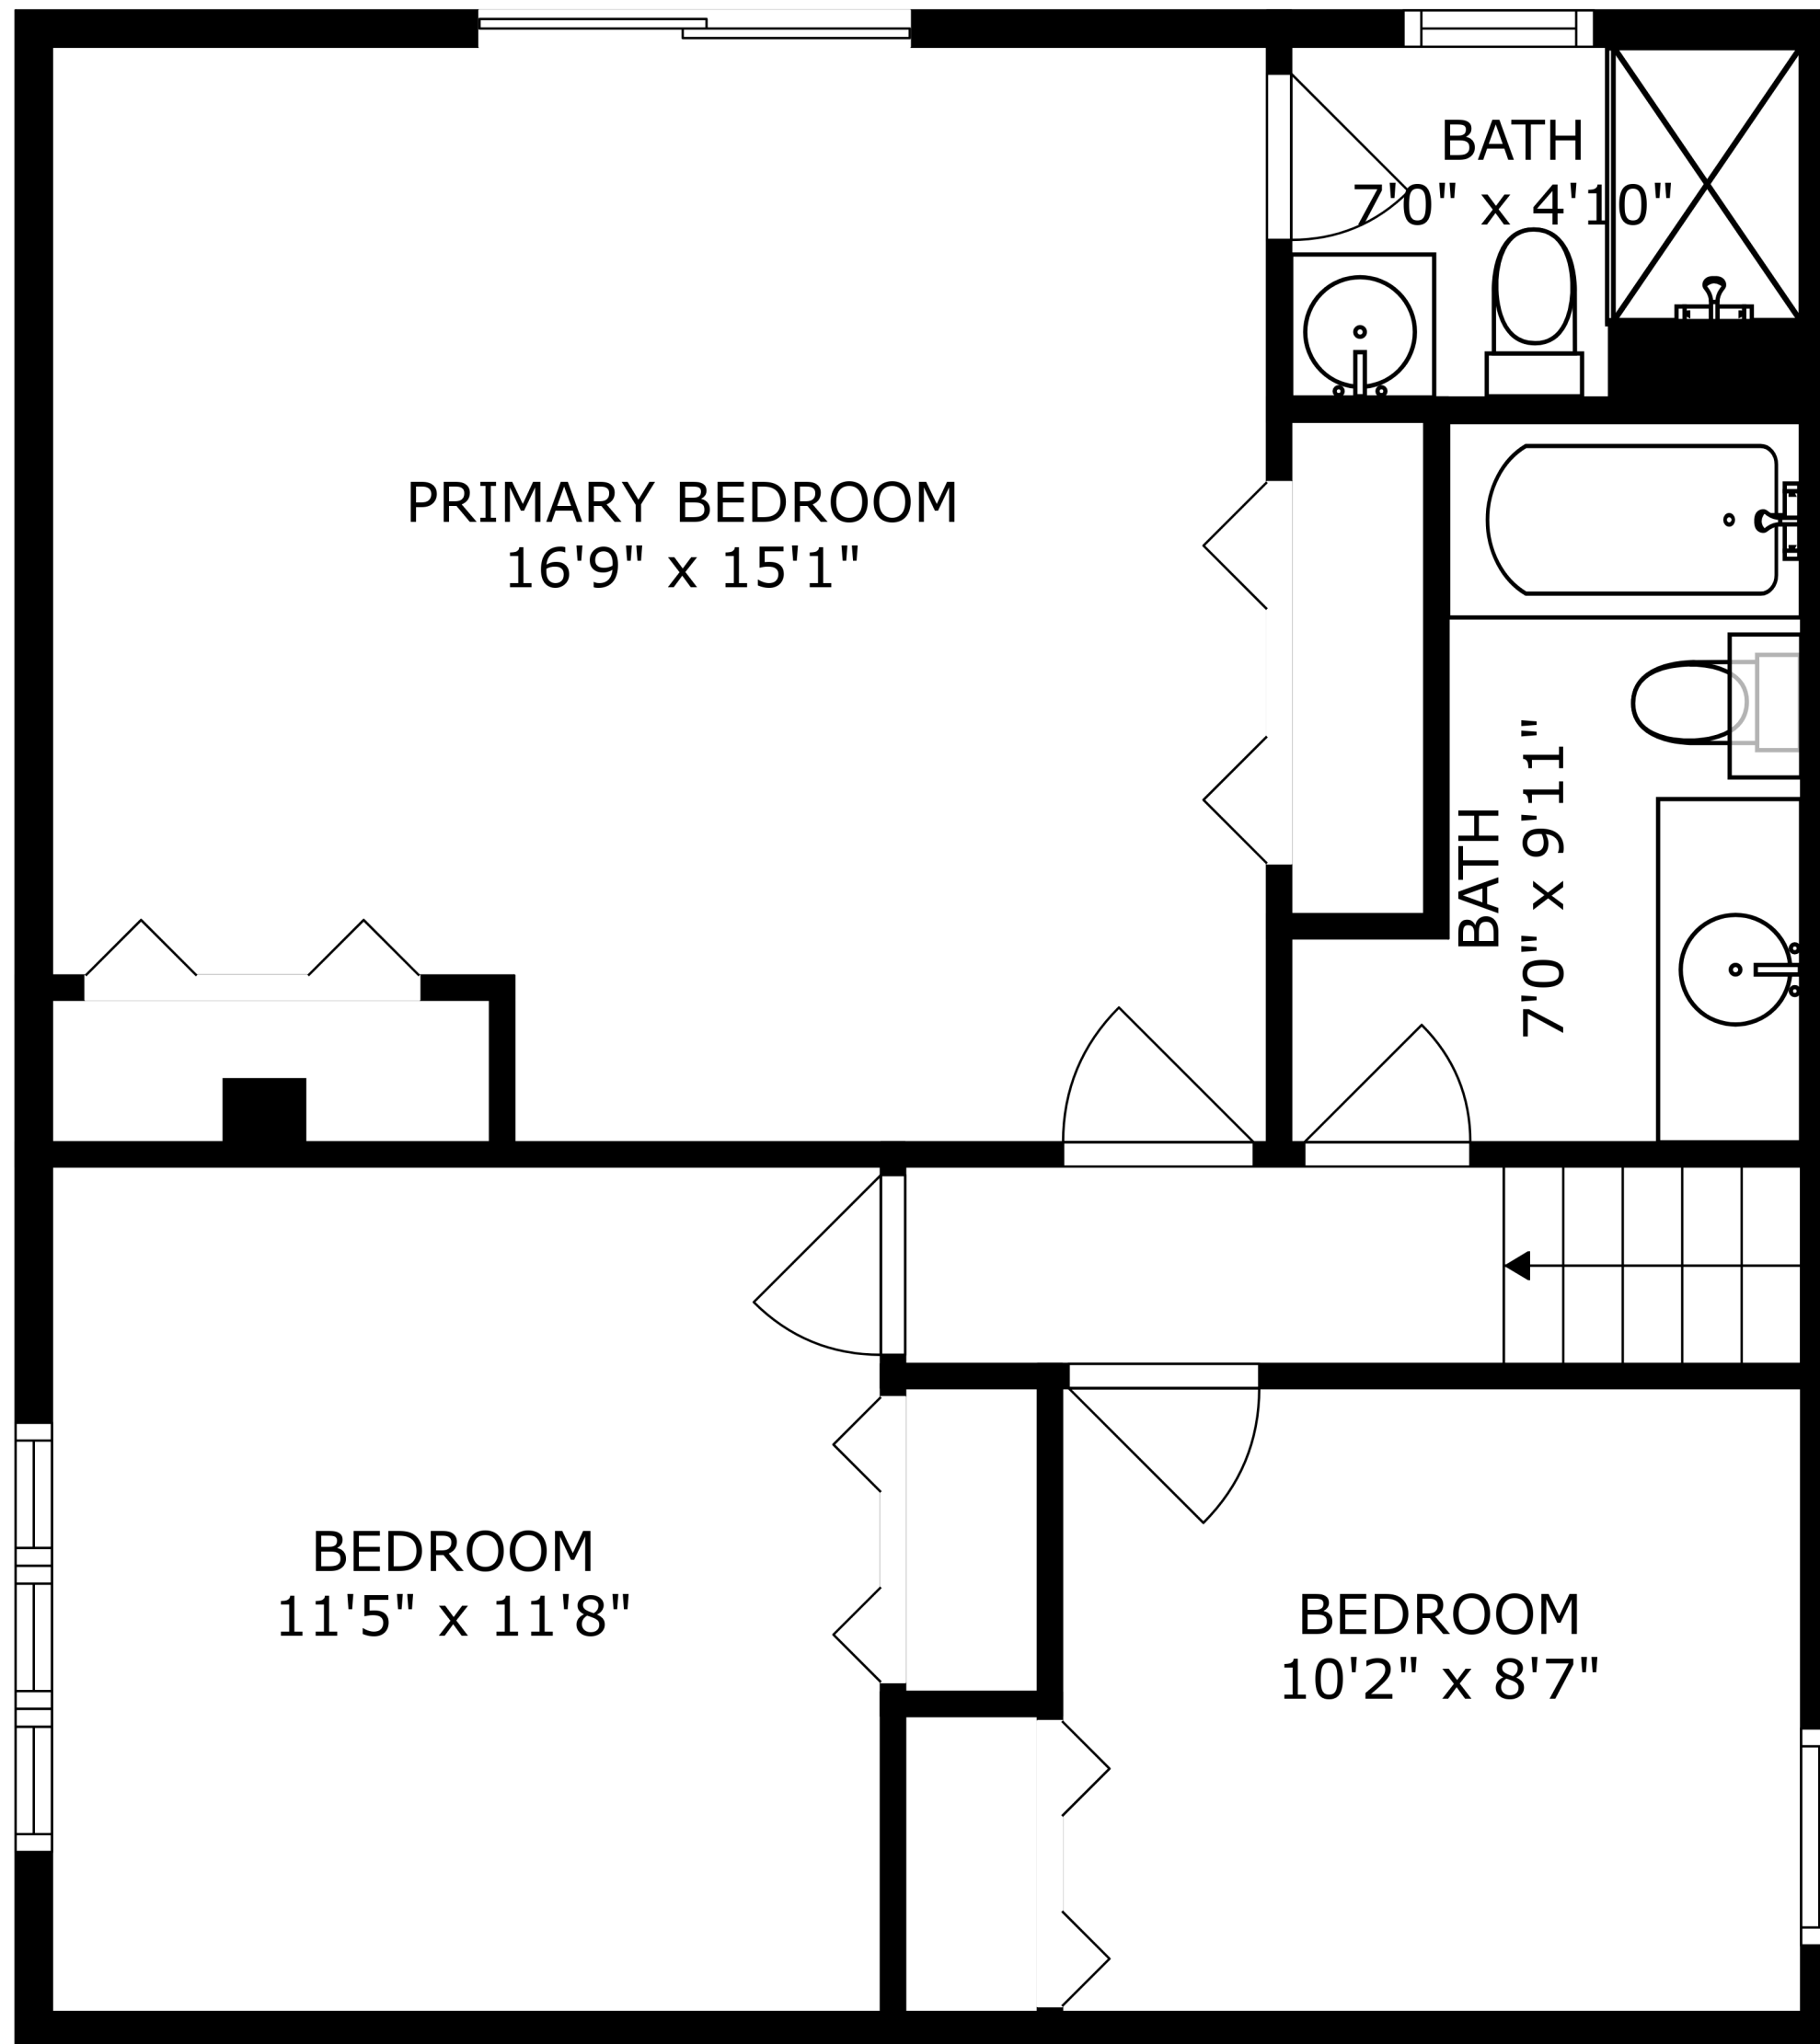 BATH
7'0" x 4'10"
PRIMARY BEDROOM
16'9" x 15'1"
BATH
7'0" x 9'11"
BEDROOM
11'5" x 11'8"
BEDROOM
10'2" x 8'7"